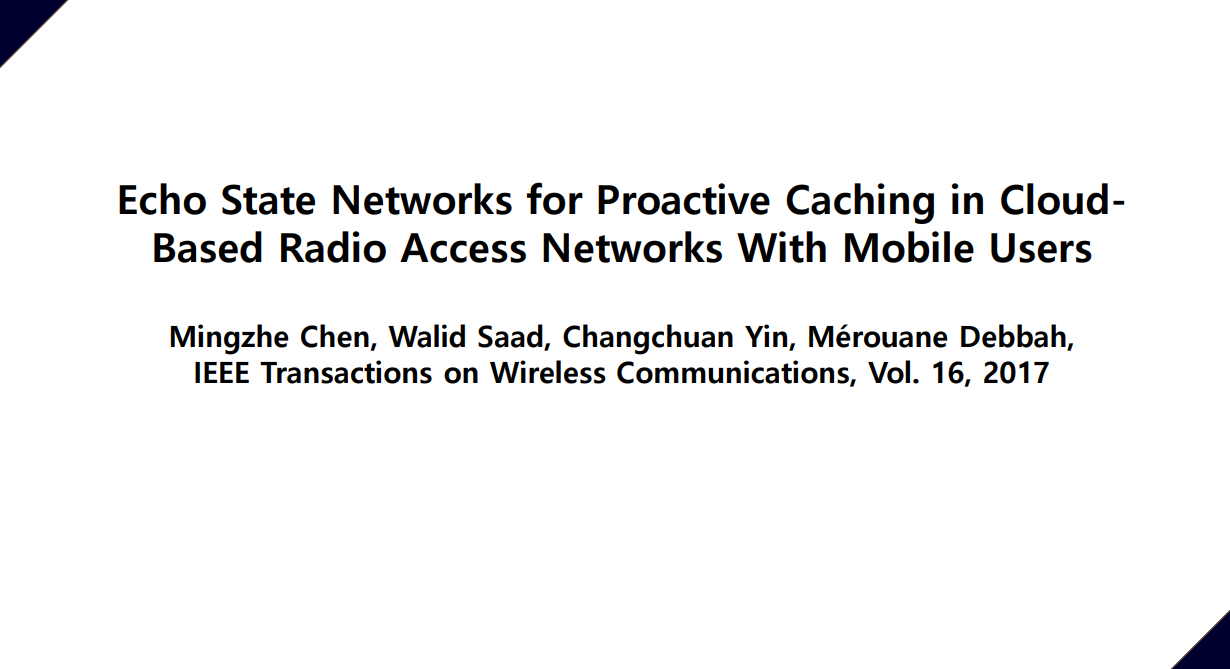 Echo State Networks for Proactive Caching in Cloud-
Based Radio Access Networks With Mobile Users
Mingzhe Chen, Walid Saad, Changchuan Yin, Mérouane Debbah,
IEEE Transactions on Wireless Communications, Vol. 16, 2017